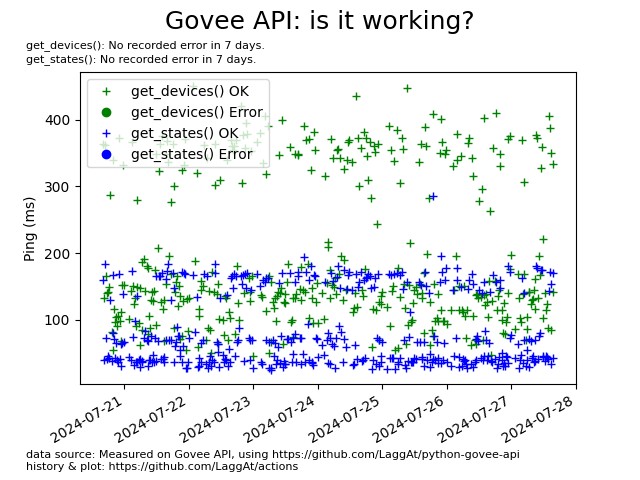 Govee API: is it working?
get_devices(): No recorded error in 7 days.
get_states(): No recorded error in 7 days.
get_devices() OK
get_devices() Error
get_states() OK
get_states() Error
Ping (ms)
400
300
200
100
2024-07-21
2024-07-22
2024-07-23
2024-07-24
2024-07-25
2024-07-26
2024-07-27
2024-07-28
data source: Measured on Govee API, using https://github.com/LaggAt/python-govee-api
history & plot: https://github.com/LaggAt/actions